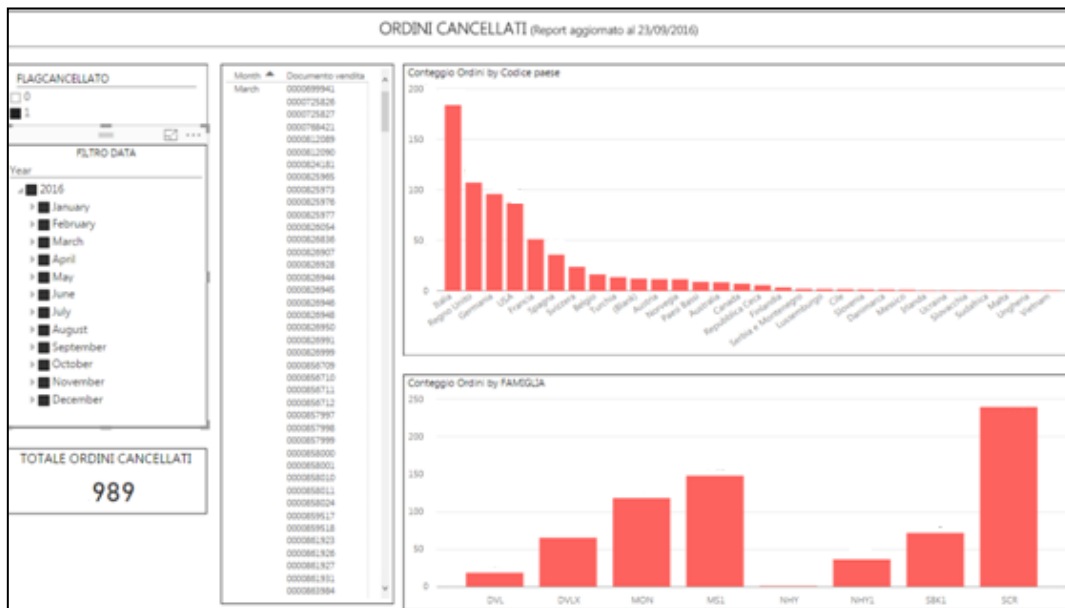 ORDINI CANCELLATI (Report aggiornato al 23/09/2016)
FLAGCANCELLATO
0
1
FILTRO DATA
Year
2016
January
February
March
April
May
June
July
August
September
October
November
December
TOTALE ORDINI CANCELLATI
989
Month Documento vendita
March 0000699941
0000725826
0000725827
0000768421
0000812089
0000812090
0000824181
0000825965
0000825973
0000825976
0000825977
0000826054
0000826836
0000826907
0000826928
0000826944
0000826945
0000826946
0000826948
0000826950
0000826991
0000826999
0000858709
0000858710
0000858711
0000858712
0000857997
0000857998
0000857999
0000858000
0000858001
0000858010
0000858011
0000858024
0000859517
0000859518
0000861923
0000861926
0000861927
0000861931
0000863984
Conteggio Ordini by Codice paese
200
150
100
50
0
Italia
Regno Unito
Germania
USA
Francia
Spagna
Svizzera
Belgio
Turchia
(Blank)
Austria
Norvegia
Paesi Bassi
Australia
Canada
Repubblica Ceca
Finlandia
Serbia e Montenegro
Lussemburgo
Cile
Slovenia
Danimarca
Messico
Irlanda
Ucraina
Slovacchia
Sudafrica
Malta
Ungheria
Vietnam
Conteggio Ordini by FAMIGLIA
250
200
150
100
50
0
DVL
DVLX
MON
MS1
NHY
NHY1
SBK1
SCR